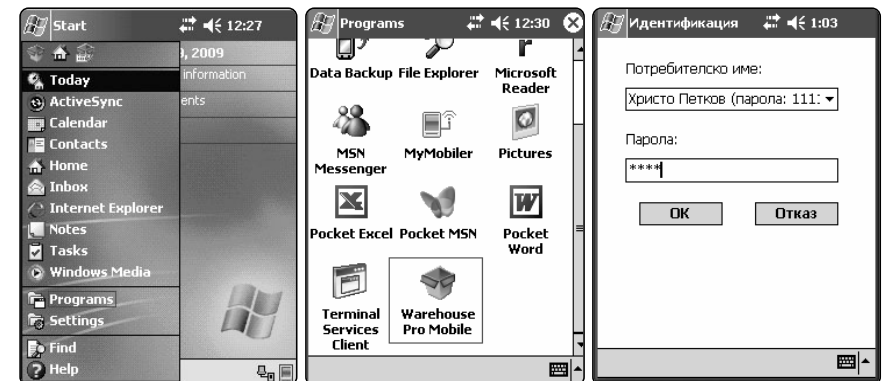 Start
12:27
, 2009
Today
information
ActiveSync
ents
Calendar
Contacts
Home
Inbox
Internet Explorer
Notes
Tasks
Windows Media
Programs
Settings
Find
Help
Programs
12:30
Data Backup
File Explorer
Microsoft Reader
MSN Messenger
MyMobiler
Pictures
Pocket Excel
Pocket MSN
Pocket Word
Terminal Services Client
Warehouse Pro Mobile
Идентификация
1:03
Потребителско име:
Христо Петков (парола: 111
Парола:
****
OK
Отказ